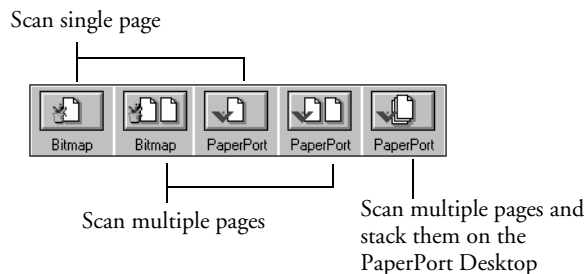 Scan single page
Bitmap Bitmap PaperPort PaperPort PaperPort
Scan multiple pages
Scan multiple pages and
stack them on the
PaperPort Desktop